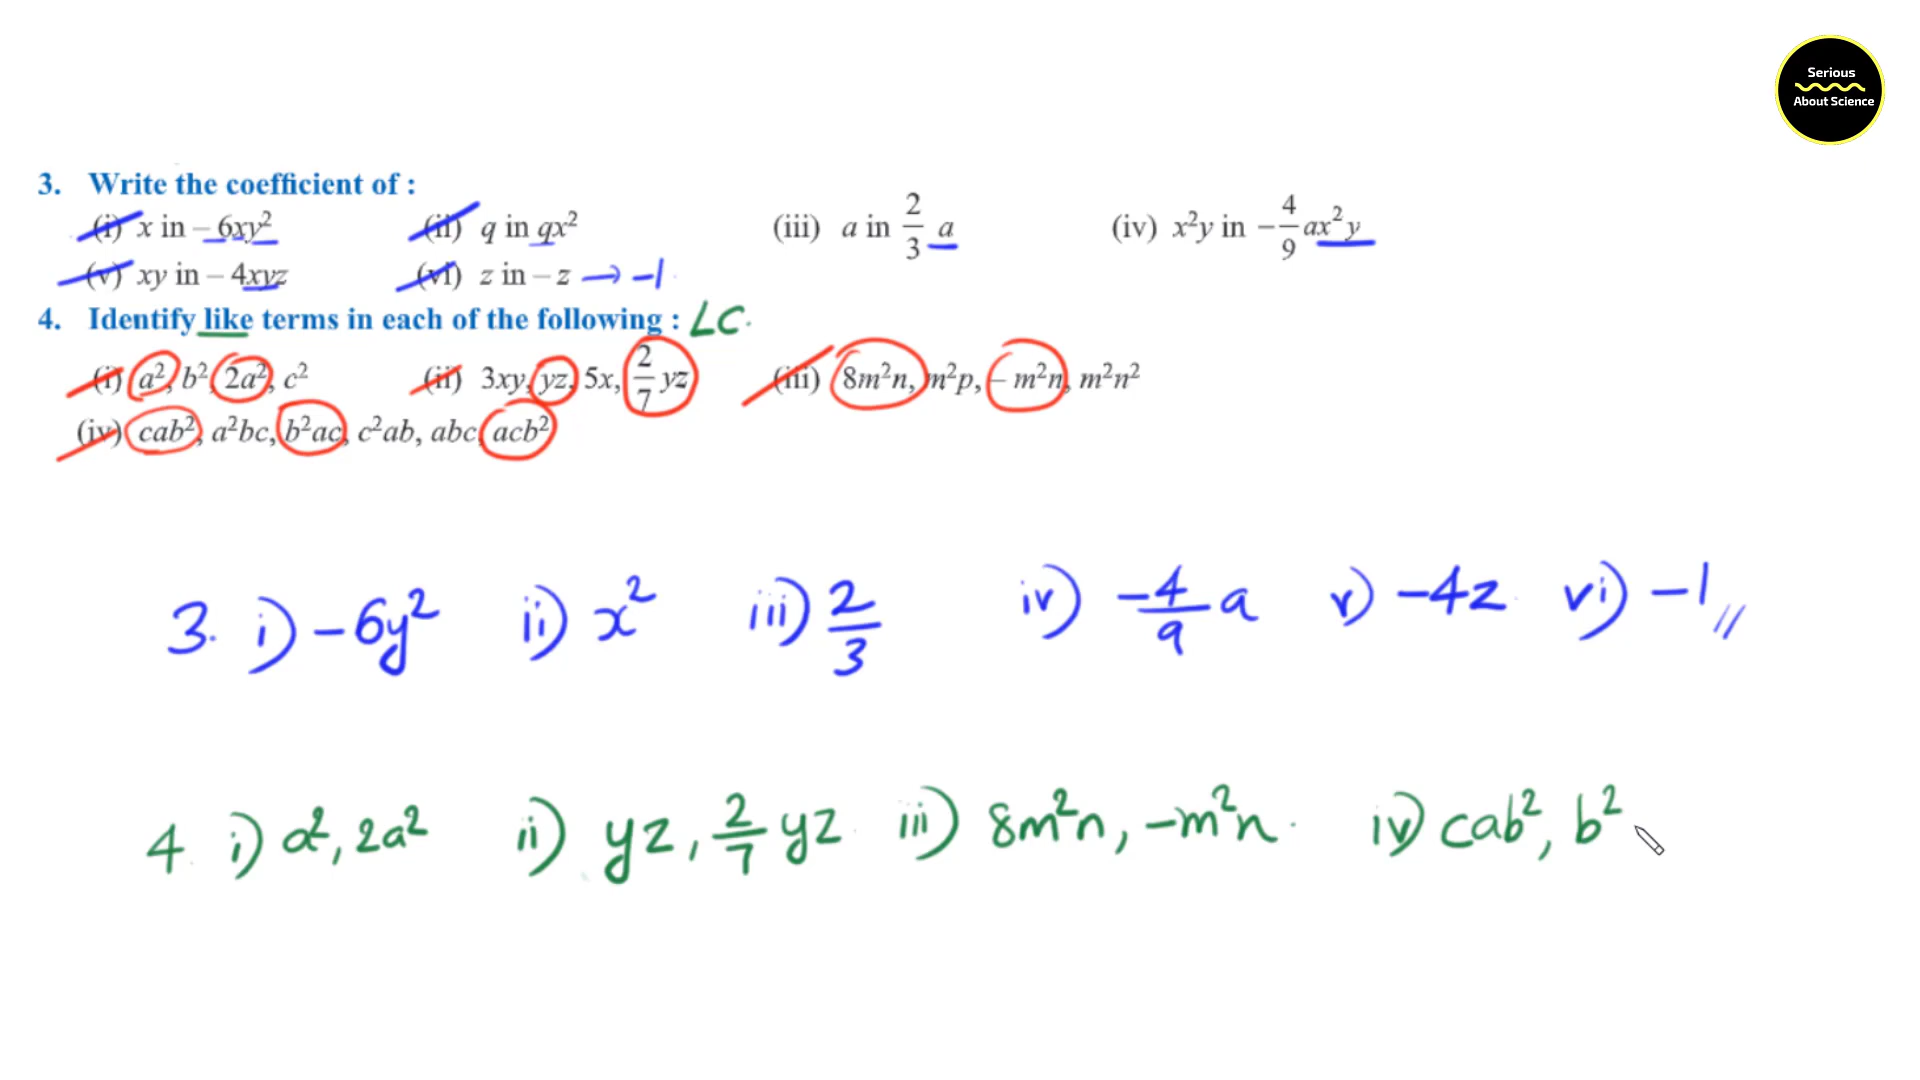 Serious
About Science
3. Write the coefficient of :
(i) x in – 6xy² (ii) q in qx² (iii) a in 2/3 a (iv) x²y in –4/9 ax²y
(v) xy in – 4xyz (vi) z in – z → -1
4. Identify like terms in each of the following : LC.
(i) a², b², 2a², c² (ii) 3xy, yz, 5x, 2/7 yz (iii) 8m²n, m²p, – m²n, m²n²
(iv) cab², a²bc, b²ac, c²ab, abc, acb²
3. i) -6y² ii) x² iii) 2/3 iv) -4/9 a v) -4z vi) -1 //
4. i) a², 2a² ii) yz, 2/7 yz iii) 8m²n, -m²n. iv) cab², b²